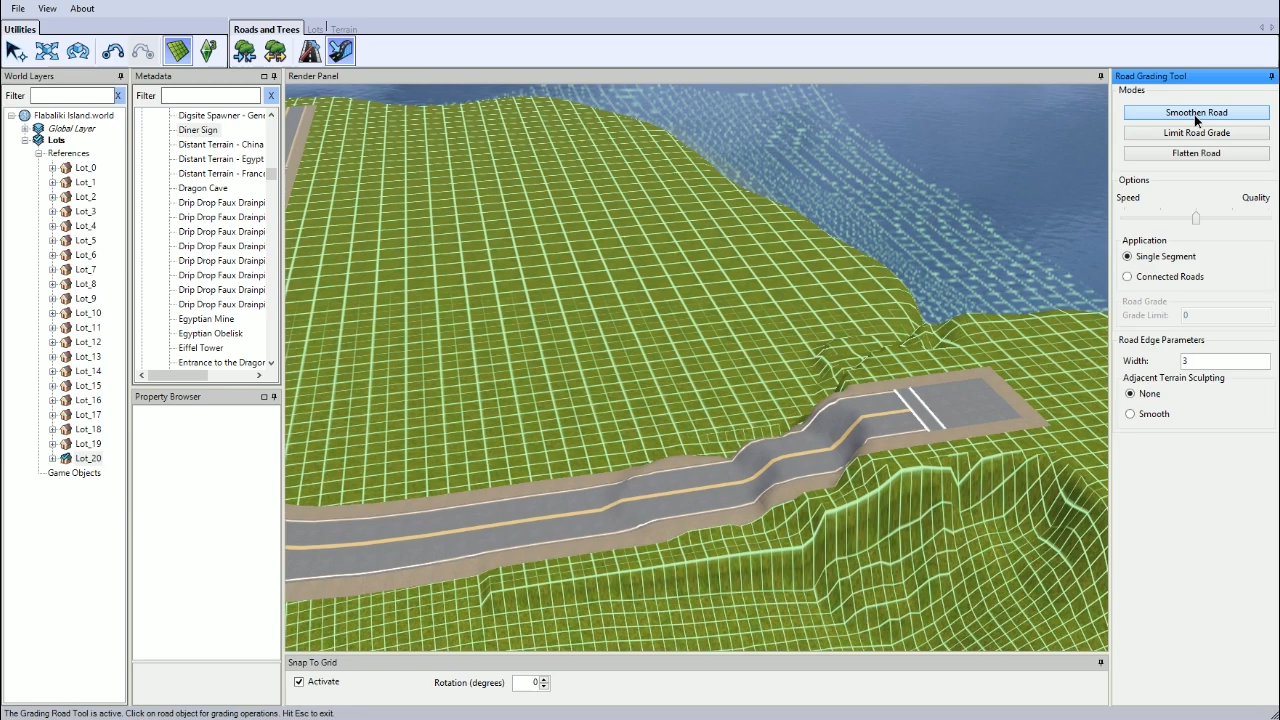 File View About
Utilities Roads and Trees Lots Terrain
World Layers
Filter X
Flabaliki Island.world
Global Layer
Lots
References
Lot_0
Lot_1
Lot_2
Lot_3
Lot_4
Lot_5
Lot_6
Lot_7
Lot_8
Lot_9
Lot_10
Lot_11
Lot_12
Lot_13
Lot_14
Lot_15
Lot_16
Lot_17
Lot_18
Lot_19
Lot_20
Game Objects
Metadata
Filter X
Digsite Spawner - Gene
Diner Sign
Distant Terrain - China
Distant Terrain - Egypt
Distant Terrain - France
Dragon Cave
Drip Drop Faux Drainpi
Drip Drop Faux Drainpi
Drip Drop Faux Drainpi
Drip Drop Faux Drainpi
Drip Drop Faux Drainpi
Drip Drop Faux Drainpi
Drip Drop Faux Drainpi
Drip Drop Faux Drainpi
Egyptian Mine
Egyptian Obelisk
Eiffel Tower
Entrance to the Dragor
Property Browser
Render Panel
Snap To Grid
Activate Rotation (degrees) 0
Road Grading Tool
Modes
Smoothen Road
Limit Road Grade
Flatten Road
Options
Speed Quality
Application
Single Segment
Connected Roads
Road Grade
Grade Limit: 0
Road Edge Parameters
Width: 3
Adjacent Terrain Sculpting
None
Smooth
The Grading Road Tool is active. Click on road object for grading operations. Hit Esc to exit.